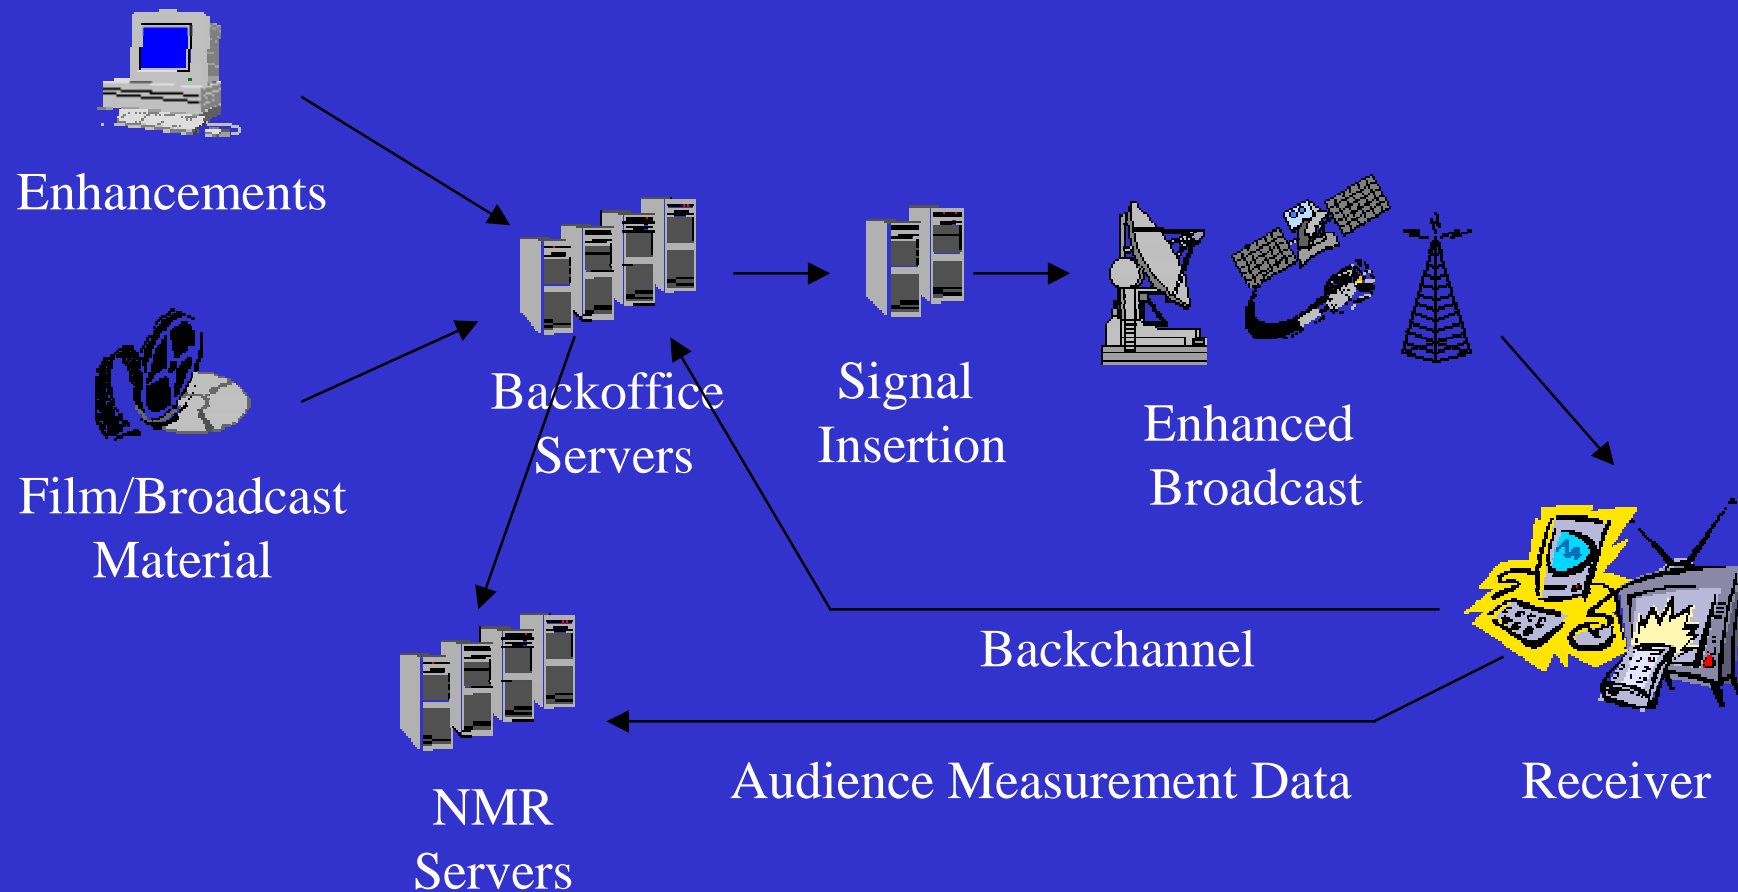 Enhancements
Film/Broadcast
Material
Backoffice
Servers
Signal
Insertion
Enhanced
Broadcast
Backchannel
Audience Measurement Data
Receiver
NMR
Servers